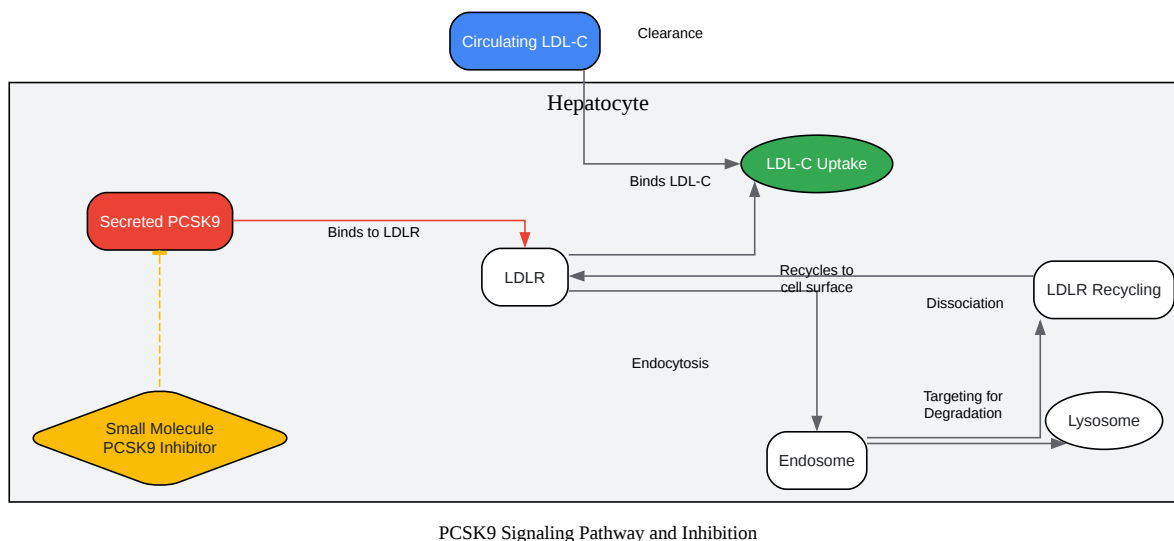 Circulating LDL-C
Clearance
Hepatocyte
LDL-C Uptake
Binds LDL-C
Secreted PCSK9
Binds to LDLR
LDLR
Recycles to
cell surface
LDLR Recycling
Dissociation
Endocytosis
Targeting for
Degradation
Lysosome
Small Molecule
PCSK9 Inhibitor
Endosome
PCSK9 Signaling Pathway and Inhibition